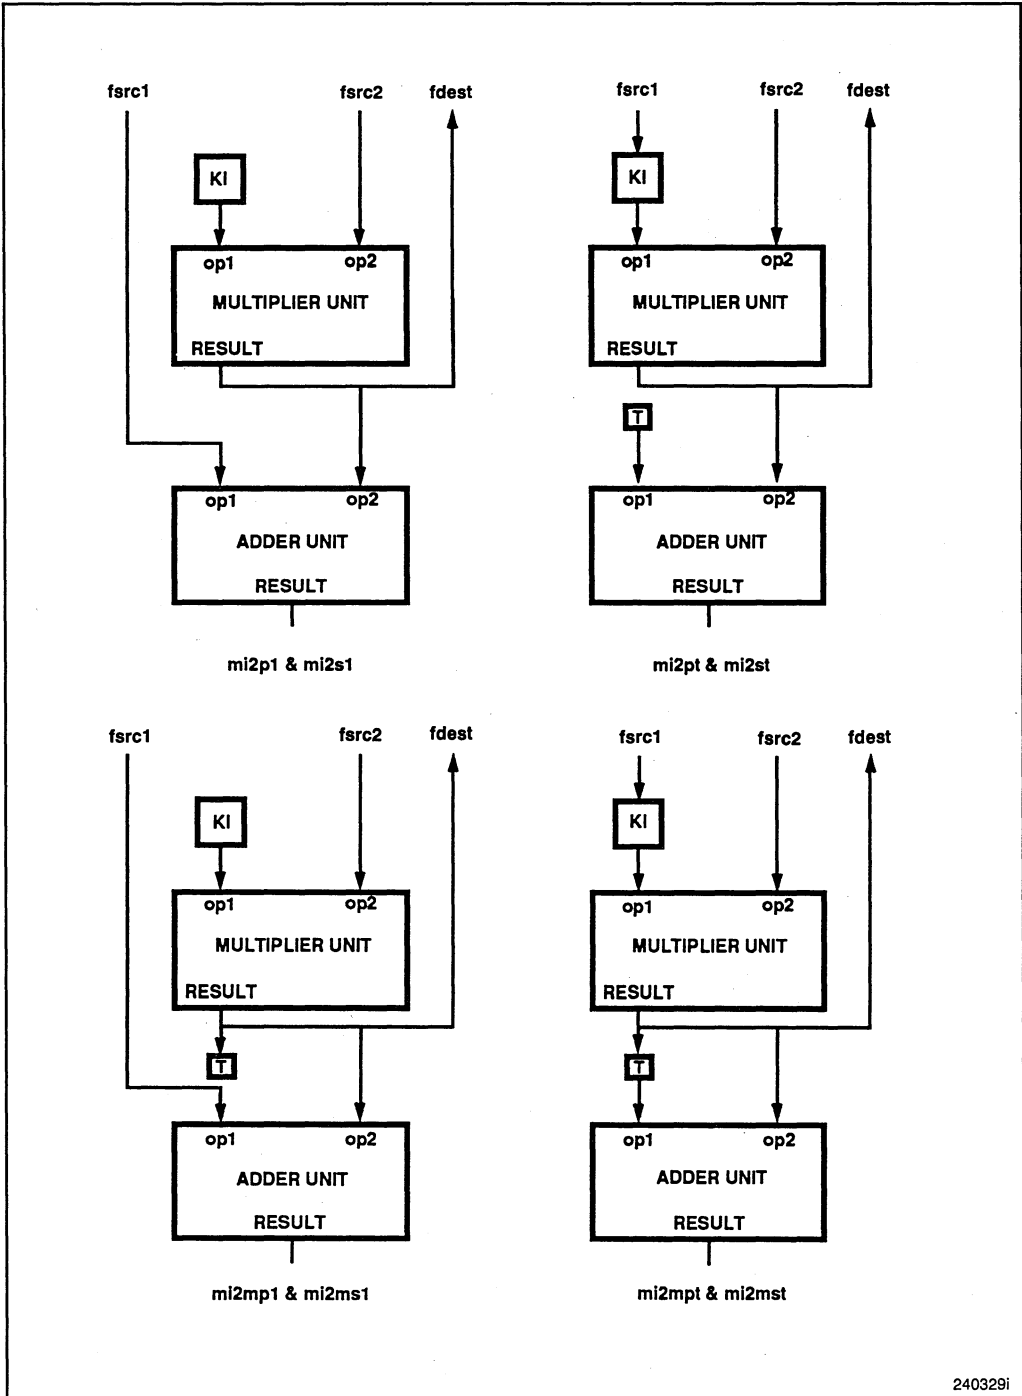 fsrc1 fsrc2 fdest
KI
op1 op2
MULTIPLIER UNIT
RESULT
op1 op2
ADDER UNIT
RESULT
mi2p1 & mi2s1
fsrc1 fsrc2 fdest
KI
op1 op2
MULTIPLIER UNIT
RESULT
T
op1 op2
ADDER UNIT
RESULT
mi2pt & mi2st
fsrc1 fsrc2 fdest
KI
op1 op2
MULTIPLIER UNIT
RESULT
T
op1 op2
ADDER UNIT
RESULT
mi2mp1 & mi2ms1
fsrc1 fsrc2 fdest
KI
op1 op2
MULTIPLIER UNIT
RESULT
T
op1 op2
ADDER UNIT
RESULT
mi2mpt & mi2mst
240329i